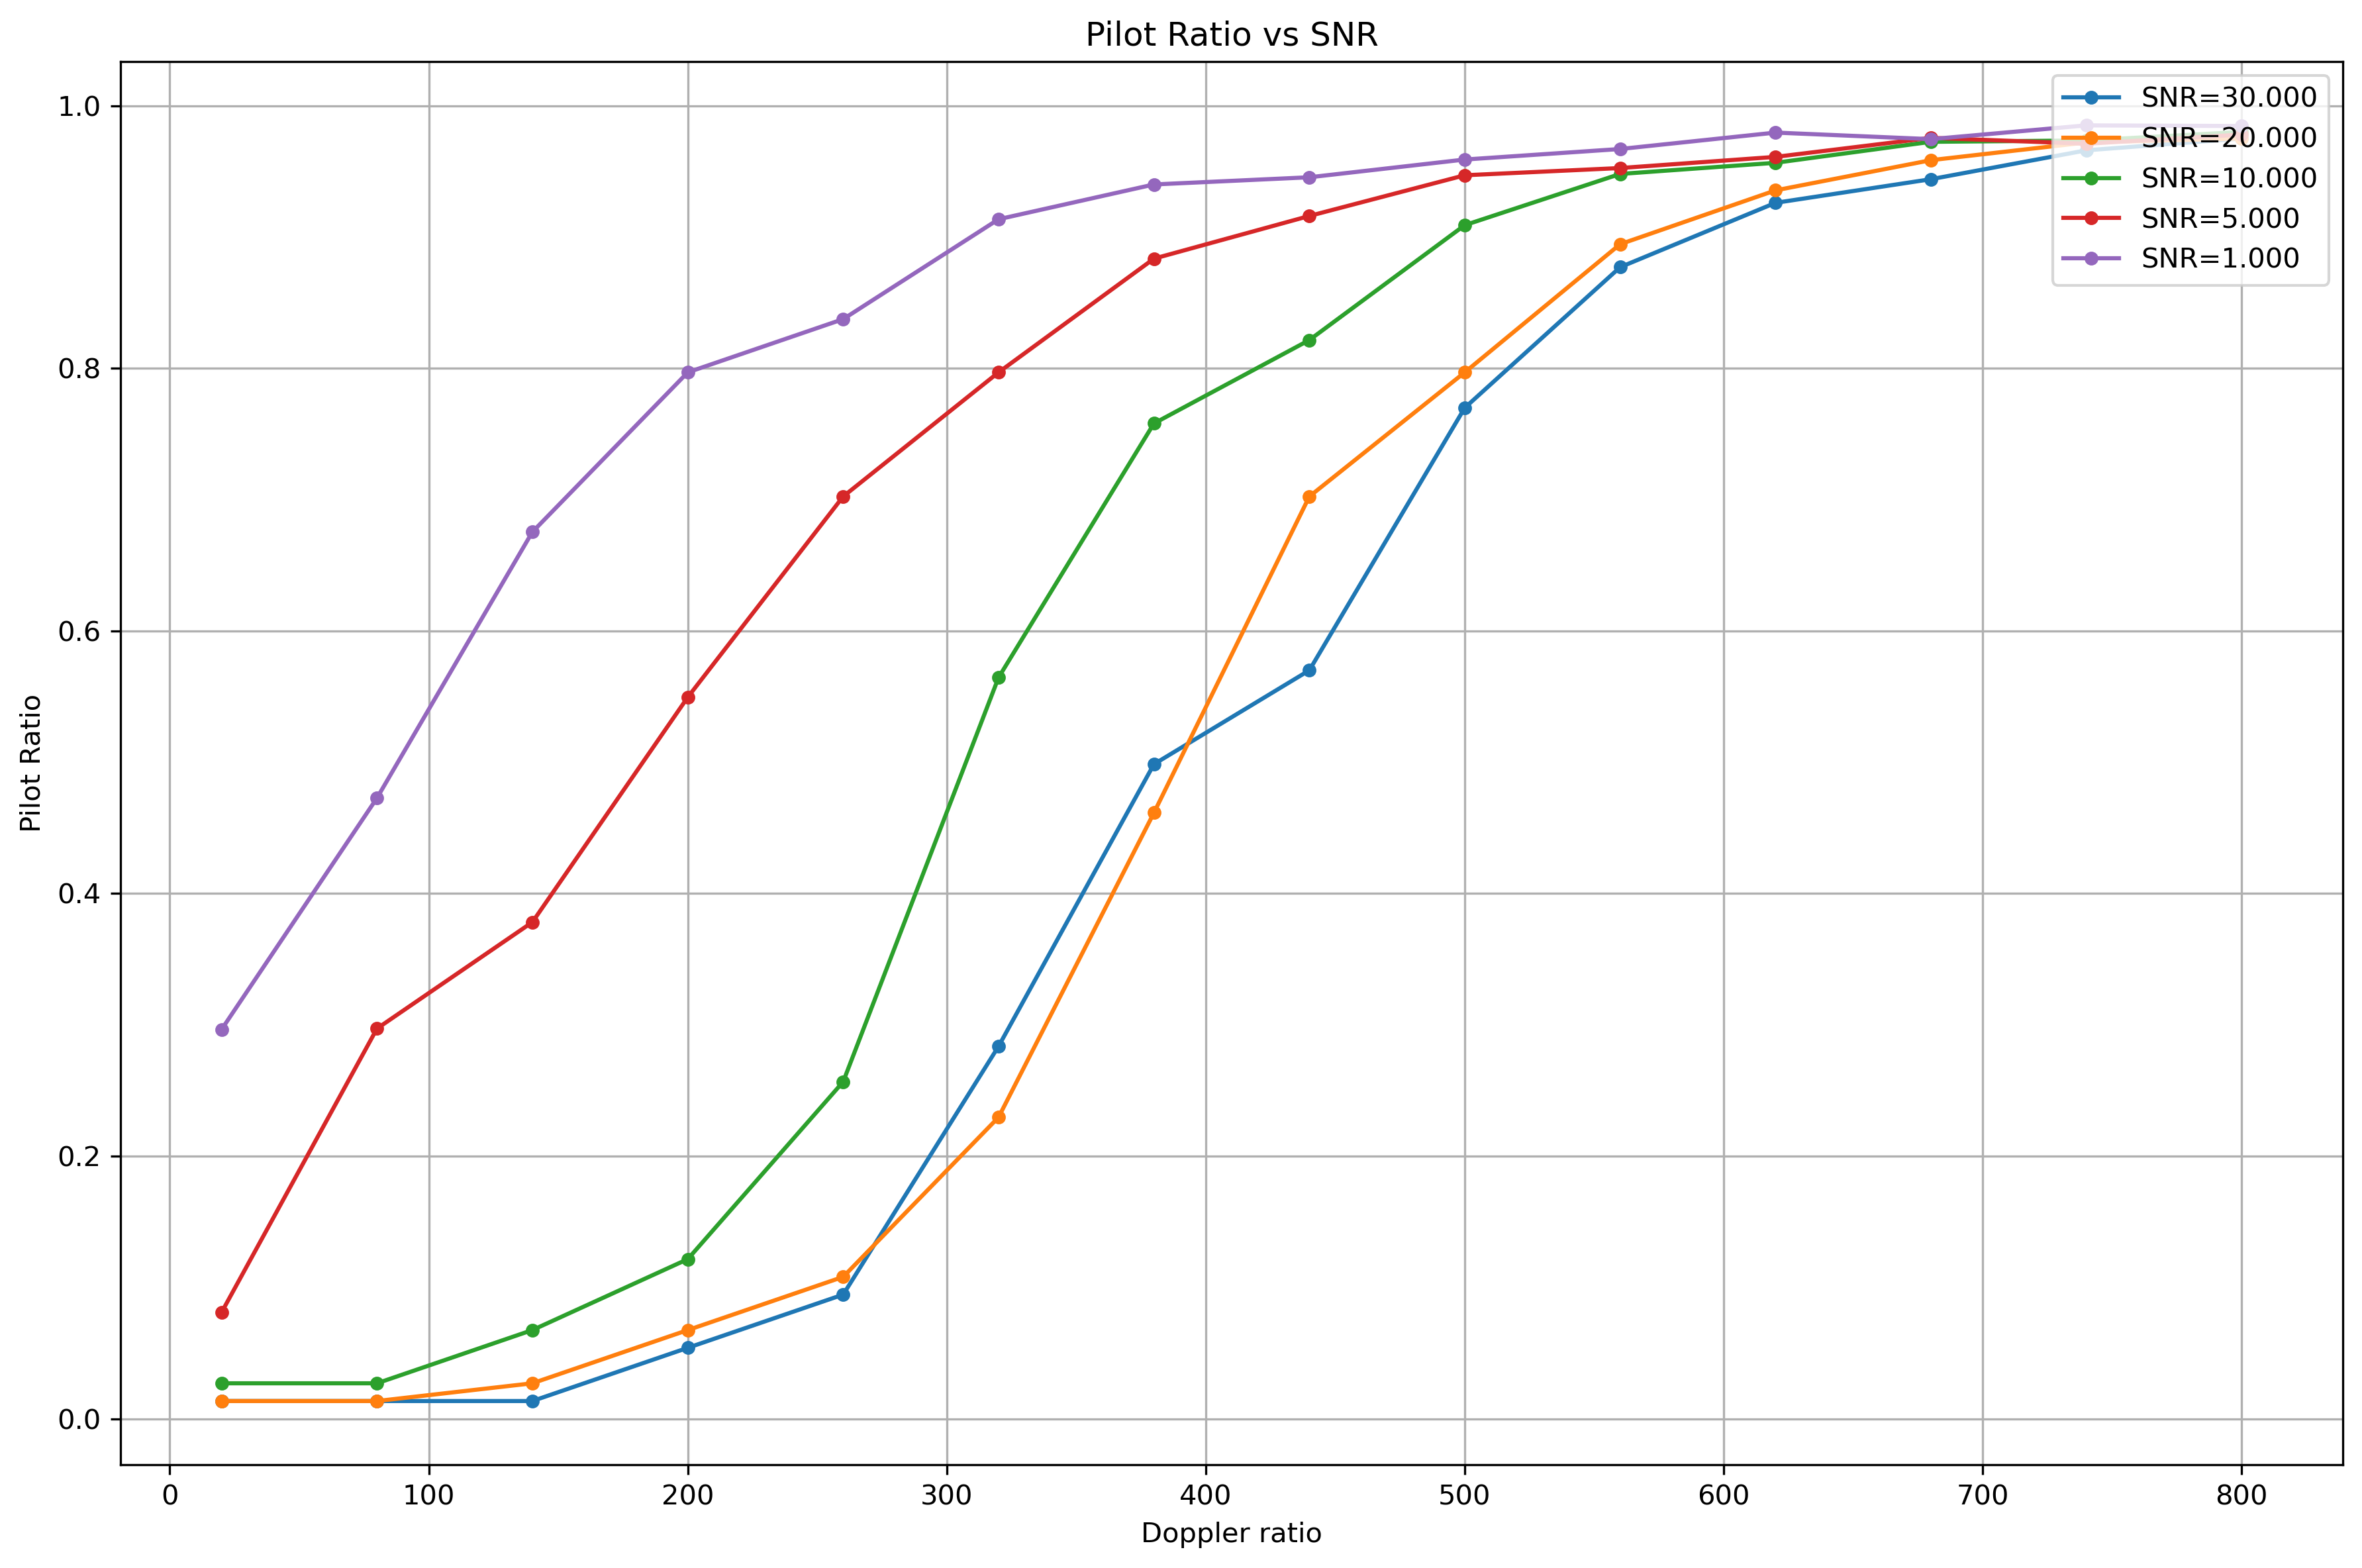 Pilot Ratio vs SNR
1.0
0.8
0.6
0.4
0.2
0.0
Pilot Ratio
SNR=30.000
SNR=20.000
SNR=10.000
SNR=5.000
SNR=1.000
0 100 200 300 400 500 600 700 800
Doppler ratio